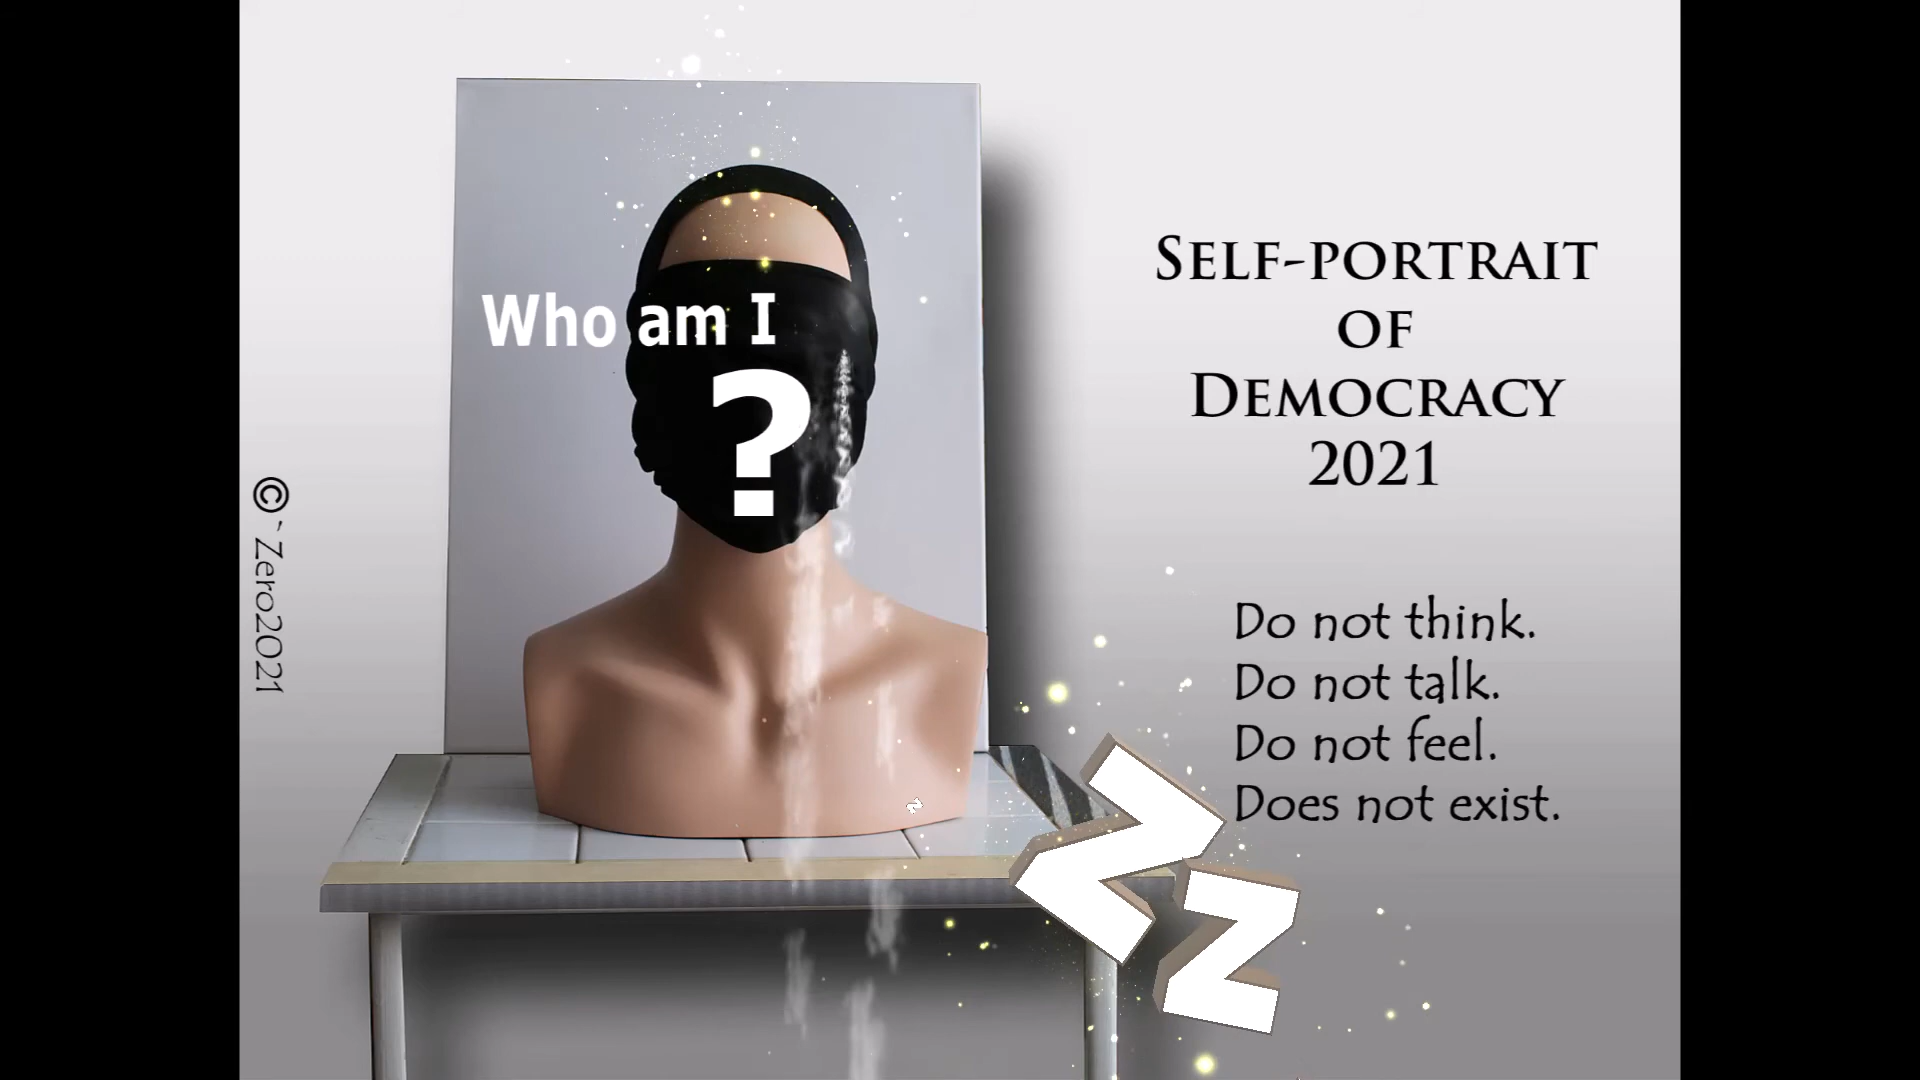 Who am I
?
SELF-PORTRAIT
OF
DEMOCRACY
2021
Do not think.
Do not talk.
Do not feel.
Does not exist.
Z
Z
z
© ~Zero2021